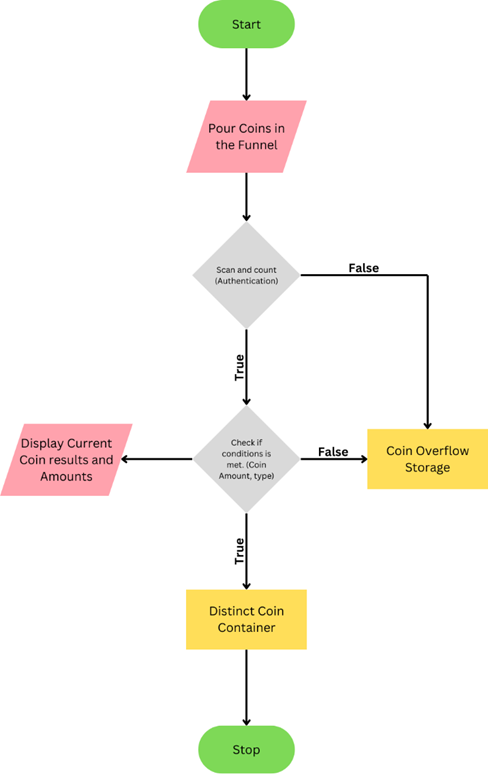 Start
Pour Coins in
the Funnel
Scan and count
(Authentication)
False
True
Check if
conditions is
met. (Coin
Amount, type)
Display Current
Coin results and
Amounts
False
Coin Overflow
Storage
True
Distinct Coin
Container
Stop